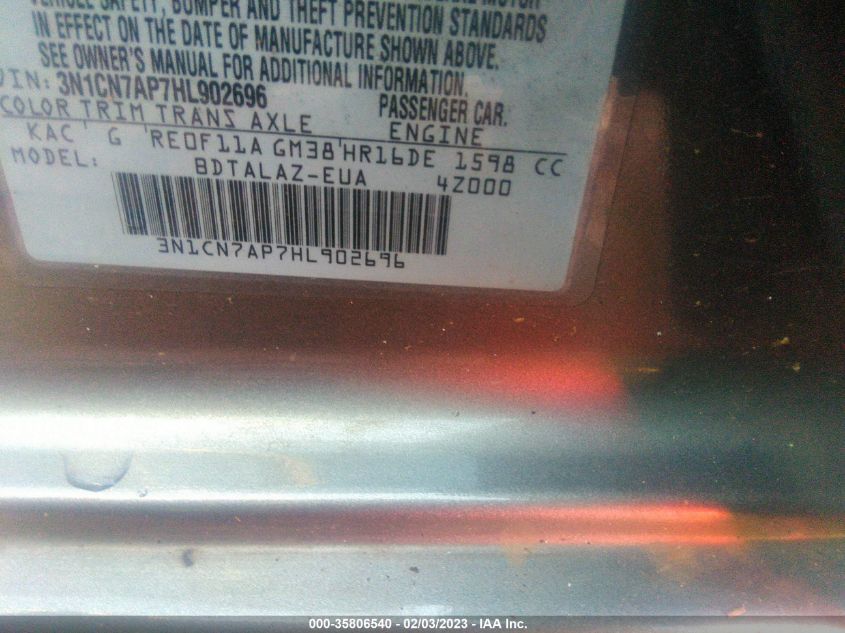 VEHICLE SAFETY, BUMPER AND THEFT PREVENTION STANDARDS
IN EFFECT ON THE DATE OF MANUFACTURE SHOWN ABOVE.
SEE OWNER'S MANUAL FOR ADDITIONAL INFORMATION.
VIN: 3N1CN7AP7HL902696 PASSENGER CAR.
COLOR TRIM TRANS AXLE ENGINE
KAC G RE0F11A GM38 HR16DE 1598 CC
MODEL: BDTALAZ-EUA 4Z000
3N1CN7AP7HL902696
000-35806540 - 02/03/2023 - IAA Inc.